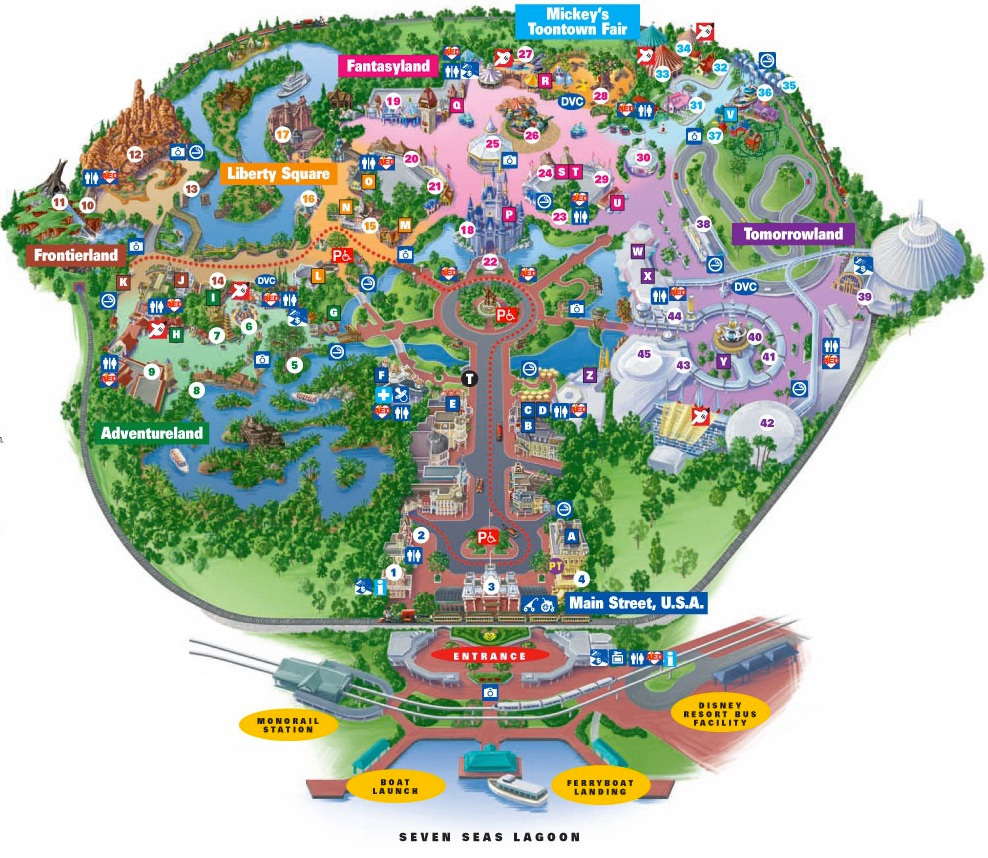 Mickey's
Toontown Fair
Fantasyland
27
34
33
32
35
36
R
28
DVC
31
V
37
19
Q
26
17
12
25
30
Liberty Square
20
O
21
24
S
T
29
13
16
N
15
M
P
23
U
11
10
18
38
Tomorrowland
Frontierland
W
22
K
J
14
DVC
L
X
DVC
I
G
P
44
39
H
7
6
40
45
43
Y
41
9
5
8
F
T
Z
E
C
D
B
42
Adventureland
2
P
A
PT
1
i
3
4
Main Street, U.S.A.
ENTRANCE
i
MONORAIL
STATION
DISNEY
RESORT BUS
FACILITY
BOAT
LAUNCH
FERRYBOAT
LANDING
SEVEN SEAS LAGOON